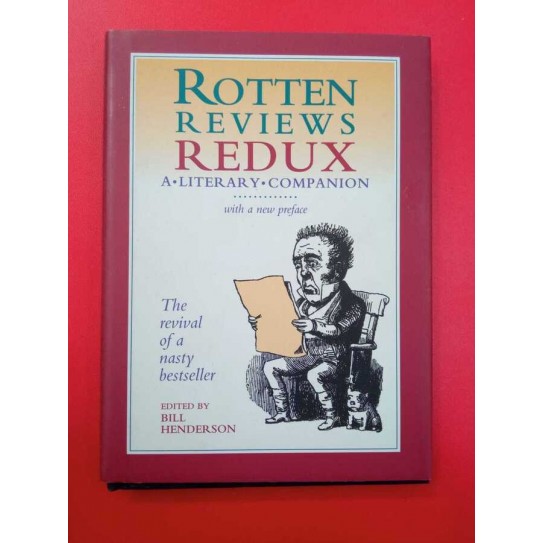 ROTTEN
REVIEWS
REDUX
A•LITERARY•COMPANION
with a new preface
The
revival
of a
nasty
bestseller
EDITED BY
BILL
HENDERSON